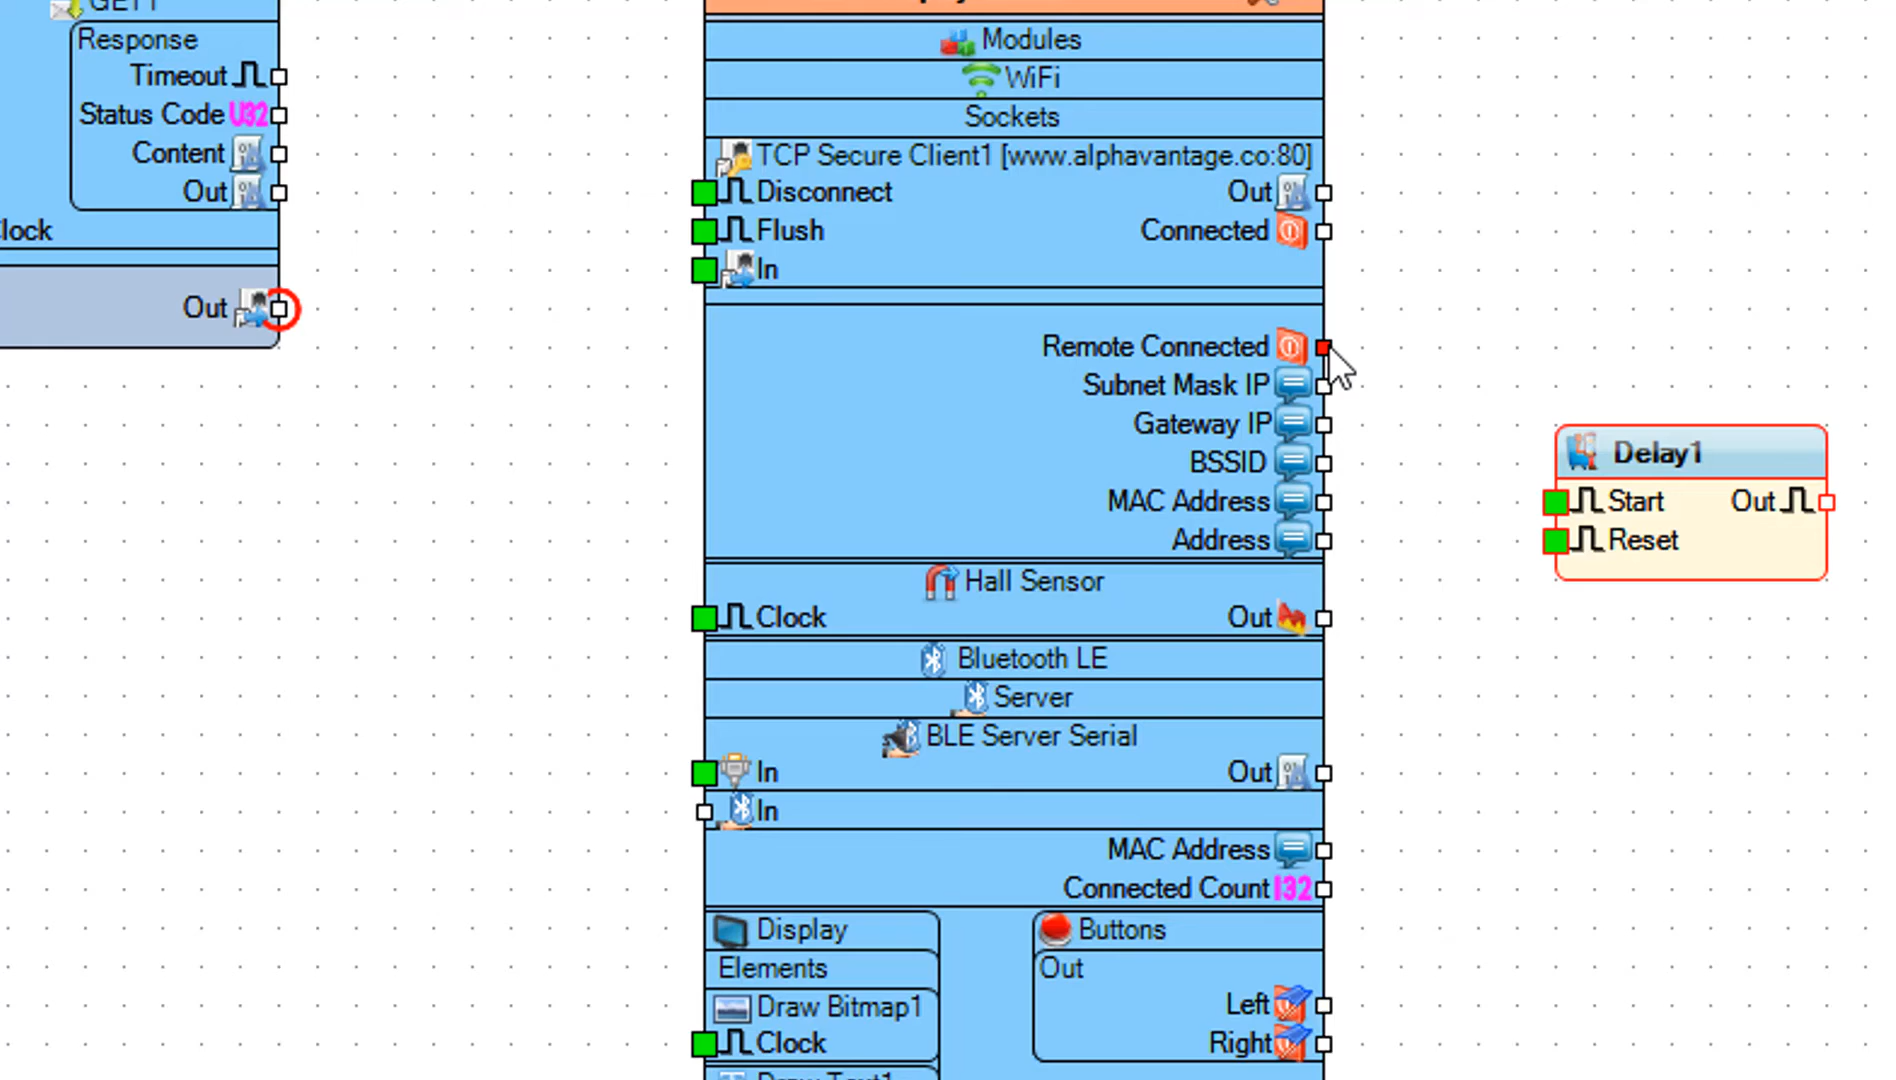 GET1
Response
Timeout
Status Code U32
Content
Out
Clock
Out
Modules
WiFi
Sockets
TCP Secure Client1 [www.alphavantage.co:80]
Disconnect Out
Flush Connected
In
Remote Connected
Subnet Mask IP
Gateway IP
BSSID
MAC Address
Address
Hall Sensor
Clock Out
Bluetooth LE
Server
BLE Server Serial
In Out
In
MAC Address
Connected Count I32
Display
Elements
Draw Bitmap1
Clock
Draw Text1
Buttons
Out
Left
Right
Delay1
Start Out
Reset